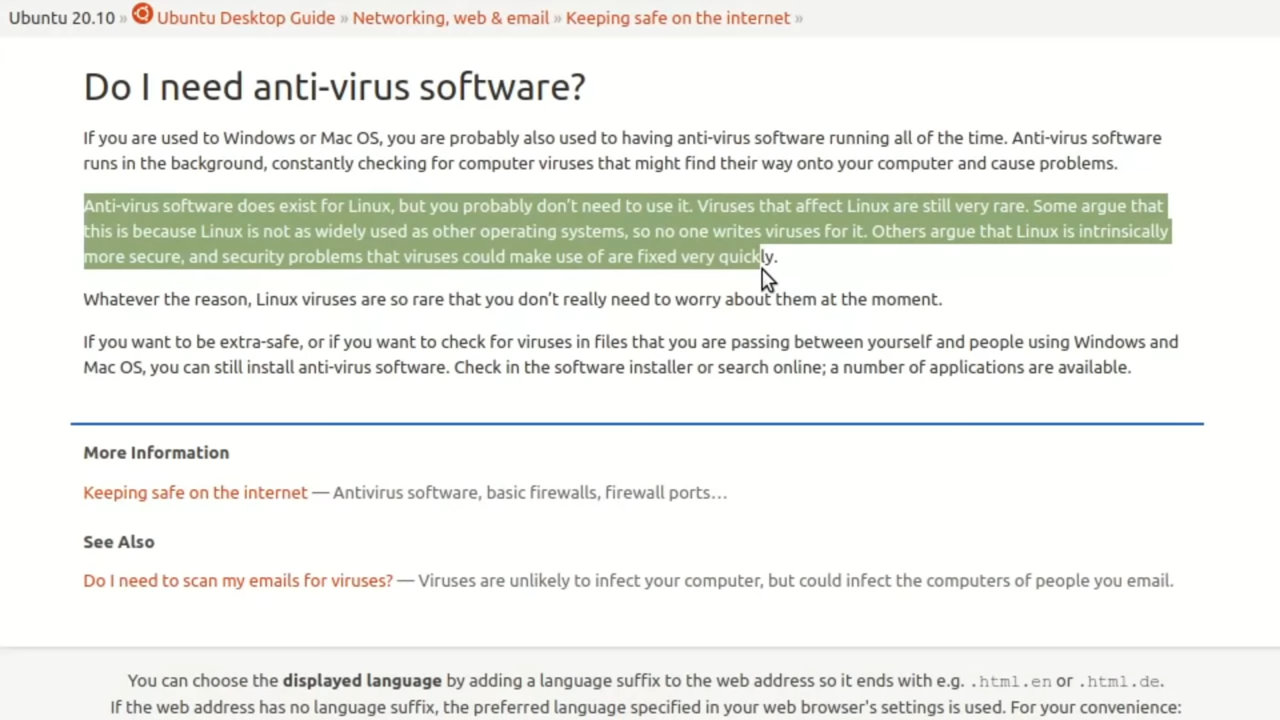 Ubuntu 20.10 » Ubuntu Desktop Guide » Networking, web & email » Keeping safe on the internet »
Do I need anti-virus software?
If you are used to Windows or Mac OS, you are probably also used to having anti-virus software running all of the time. Anti-virus software
runs in the background, constantly checking for computer viruses that might find their way onto your computer and cause problems.
Anti-virus software does exist for Linux, but you probably don’t need to use it. Viruses that affect Linux are still very rare. Some argue that
this is because Linux is not as widely used as other operating systems, so no one writes viruses for it. Others argue that Linux is intrinsically
more secure, and security problems that viruses could make use of are fixed very quickly.
Whatever the reason, Linux viruses are so rare that you don’t really need to worry about them at the moment.
If you want to be extra-safe, or if you want to check for viruses in files that you are passing between yourself and people using Windows and
Mac OS, you can still install anti-virus software. Check in the software installer or search online; a number of applications are available.
More Information
Keeping safe on the internet — Antivirus software, basic firewalls, firewall ports…
See Also
Do I need to scan my emails for viruses? — Viruses are unlikely to infect your computer, but could infect the computers of people you email.
You can choose the displayed language by adding a language suffix to the web address so it ends with e.g. .html.en or .html.de.
If the web address has no language suffix, the preferred language specified in your web browser's settings is used. For your convenience: